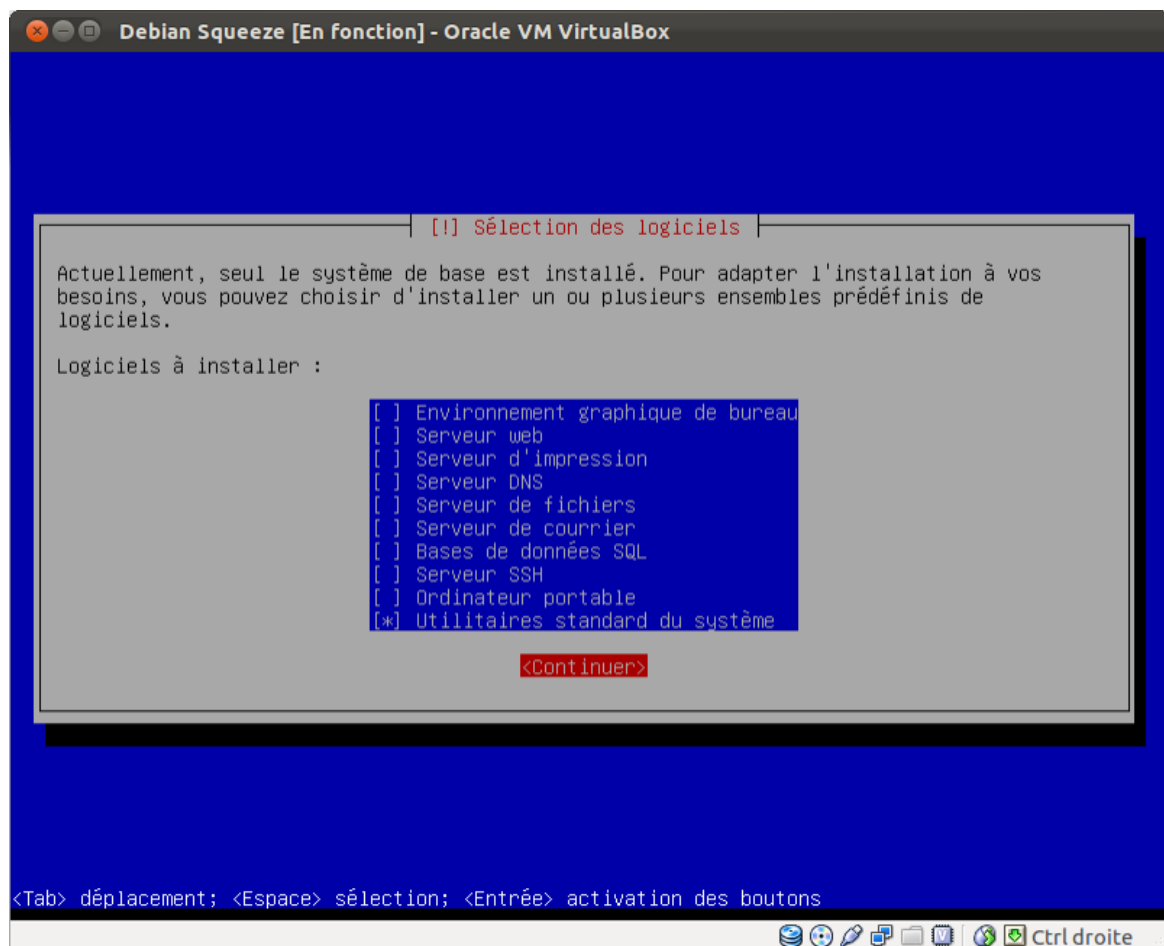 Debian Squeeze [En fonction] - Oracle VM VirtualBox
[!] Sélection des logiciels
Actuellement, seul le système de base est installé. Pour adapter l'installation à vos
besoins, vous pouvez choisir d'installer un ou plusieurs ensembles prédéfinis de
logiciels.
Logiciels à installer :
[ ] Environnement graphique de bureau
[ ] Serveur web
[ ] Serveur d'impression
[ ] Serveur DNS
[ ] Serveur de fichiers
[ ] Serveur de courrier
[ ] Bases de données SQL
[ ] Serveur SSH
[ ] Ordinateur portable
[*] Utilitaires standard du système
<Continuer>
<Tab> déplacement; <Espace> sélection; <Entrée> activation des boutons
Ctrl droite